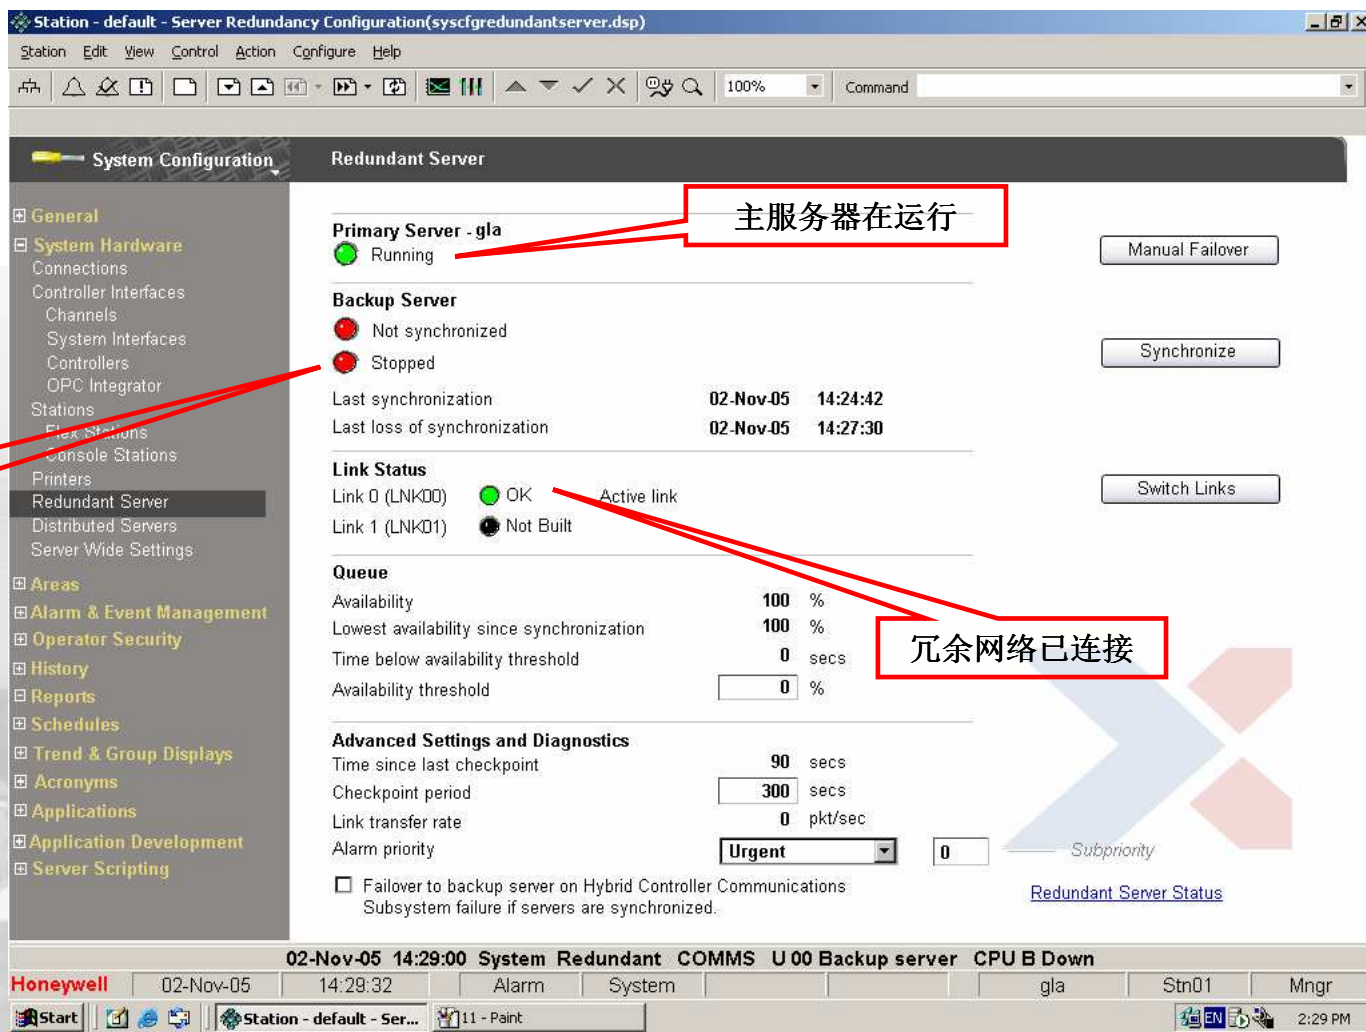 Station - default - Server Redundancy Configuration(syscfgredundantserver.dsp)
Station Edit View Control Action Configure Help
100% Command
System Configuration
Redundant Server
General
System Hardware
Connections
Controller Interfaces
Channels
System Interfaces
Controllers
OPC Integrator
Stations
Flex Stations
Console Stations
Printers
Redundant Server
Distributed Servers
Server Wide Settings
Areas
Alarm & Event Management
Operator Security
History
Reports
Schedules
Trend & Group Displays
Acronyms
Applications
Application Development
Server Scripting
主服务器在运行
Primary Server - gla
Running
Manual Failover
Backup Server
Not synchronized
Stopped
Synchronize
Last synchronization 02-Nov-05 14:24:42
Last loss of synchronization 02-Nov-05 14:27:30
Link Status
Link 0 (LNK00) OK Active link
Link 1 (LNK01) Not Built
Switch Links
Queue
Availability 100 %
Lowest availability since synchronization 100 %
Time below availability threshold 0 secs
Availability threshold 0 %
冗余网络已连接
Advanced Settings and Diagnostics
Time since last checkpoint 90 secs
Checkpoint period 300 secs
Link transfer rate 0 pkt/sec
Alarm priority Urgent 0 Subpriority
Failover to backup server on Hybrid Controller Communications
Subsystem failure if servers are synchronized.
Redundant Server Status
02-Nov-05 14:29:00 System Redundant COMMS U 00 Backup server CPU B Down
Honeywell 02-Nov-05 14:29:32 Alarm System gla Stn01 Mngr
Start Station - default - Ser... 11 - Paint EN 2:29 PM